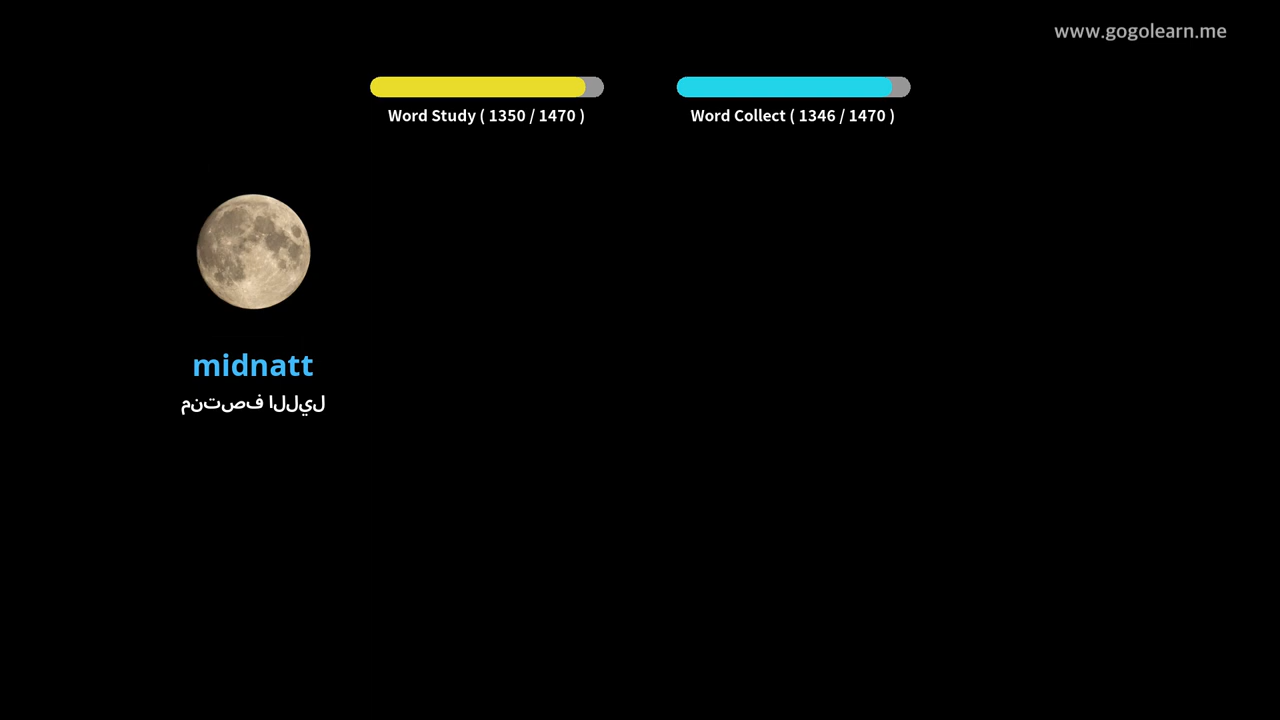 www.gogolearn.me
Word Study ( 1350 / 1470 )
Word Collect ( 1346 / 1470 )
midnatt
منتصف الليل